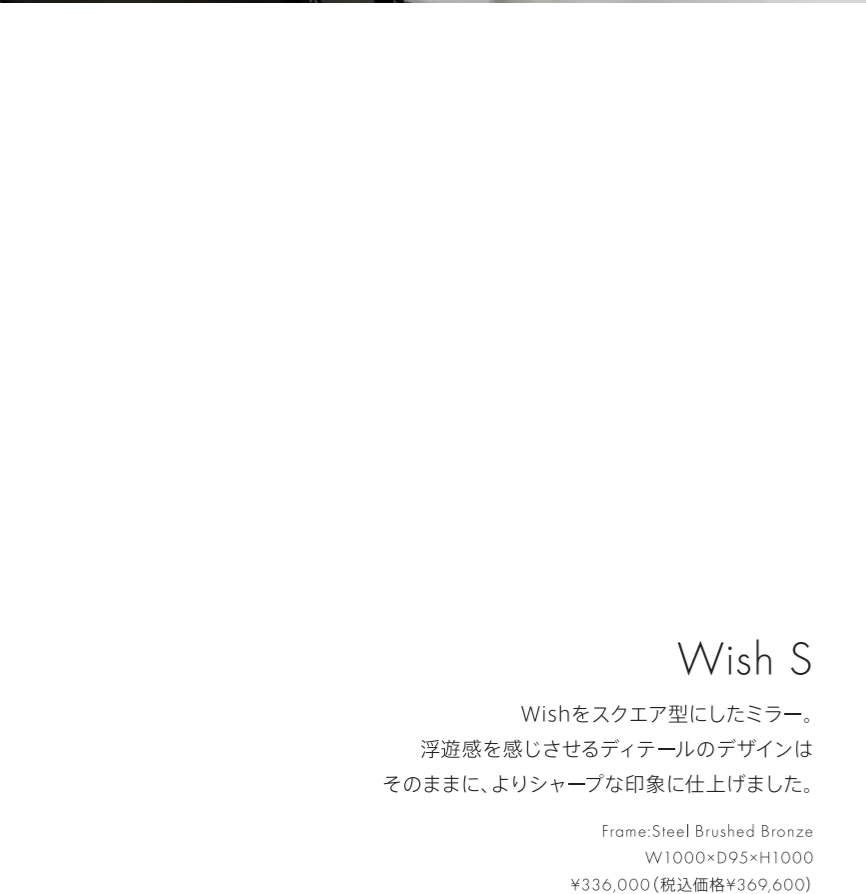 Wish S
Wishをスクエア型にしたミラー。
浮遊感を感じさせるディテールのデザインは
そのままに、よりシャープな印象に仕上げました。
Frame:Steel Brushed Bronze
W1000×D95×H1000
¥336,000（税込価格¥369,600）